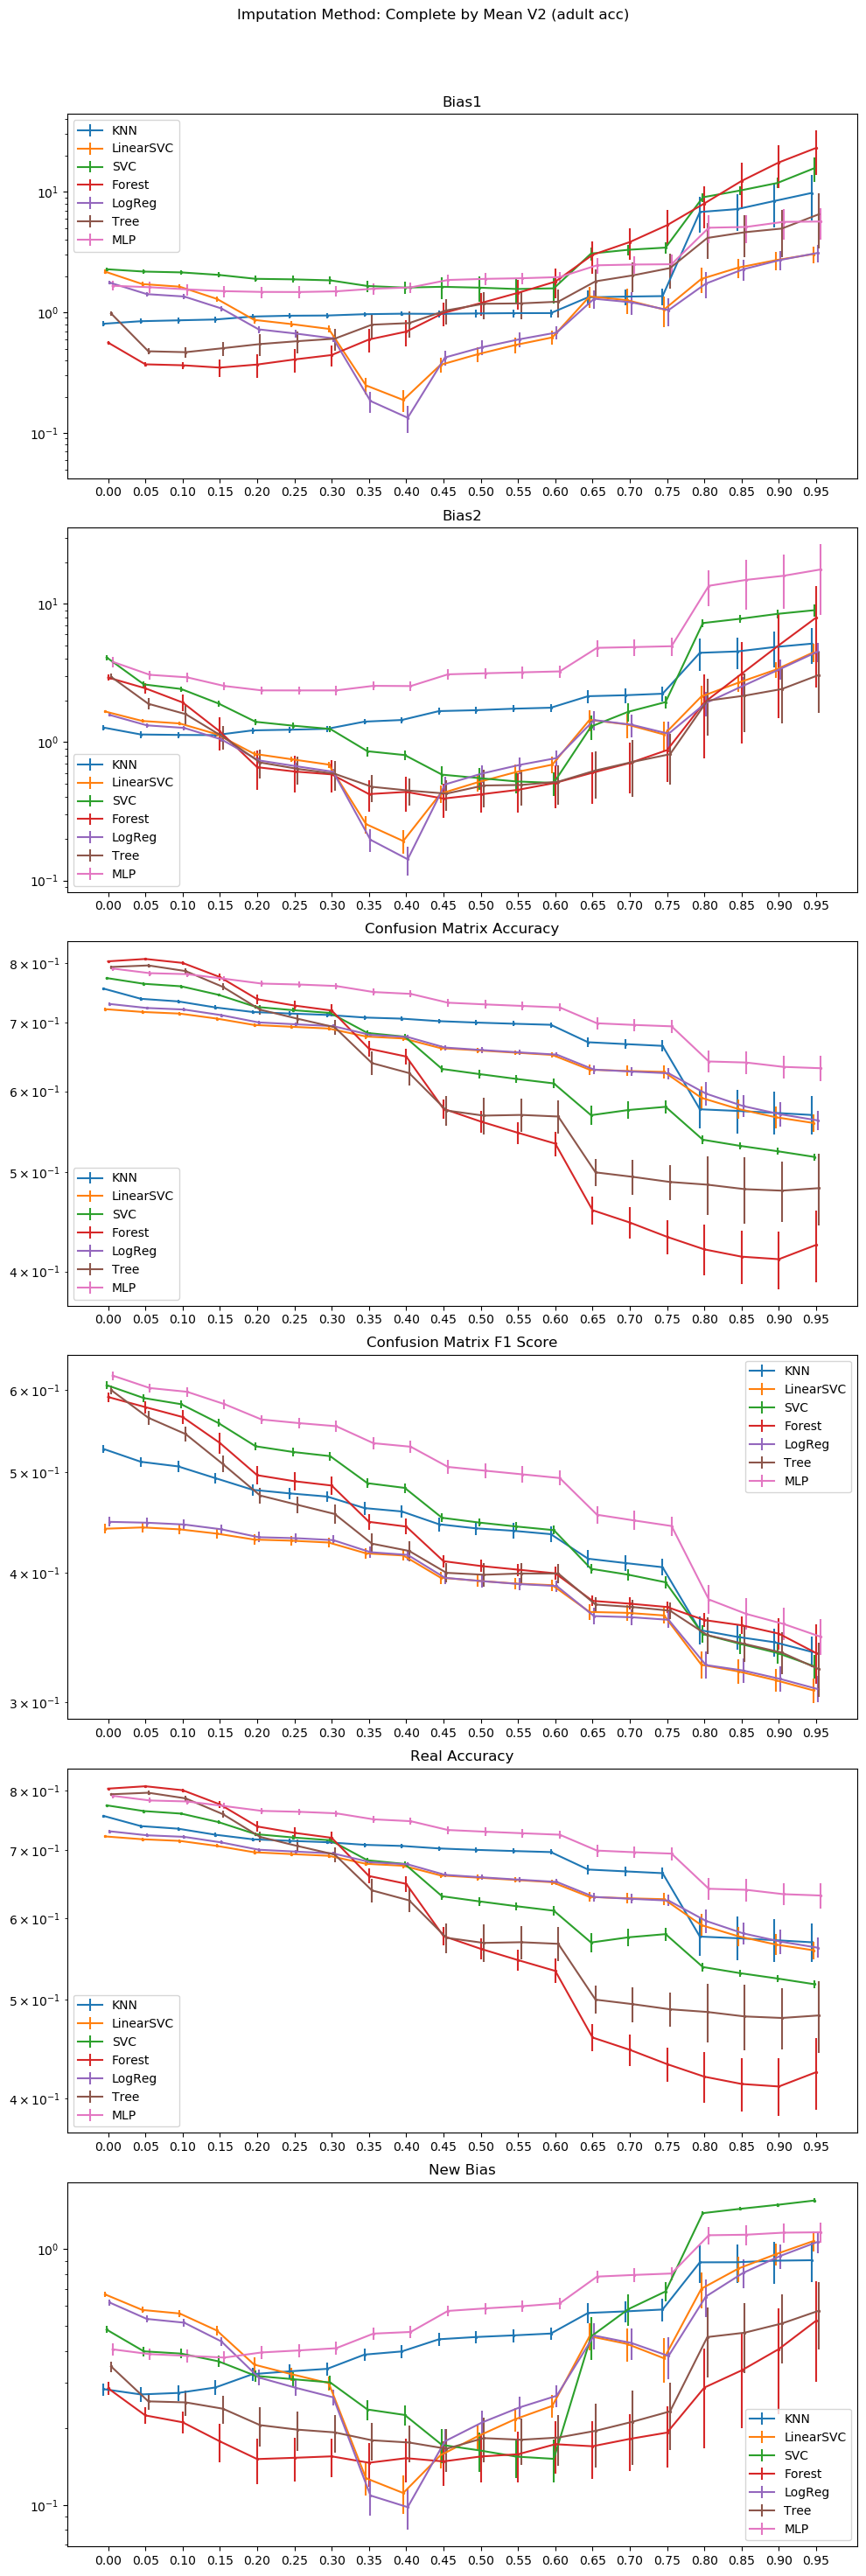 Imputation Method: Complete by Mean V2 (adult acc)
Bias1
KNN
LinearSVC
SVC
Forest
LogReg
Tree
MLP
10¹
10⁰
10⁻¹
0.00 0.05 0.10 0.15 0.20 0.25 0.30 0.35 0.40 0.45 0.50 0.55 0.60 0.65 0.70 0.75 0.80 0.85 0.90 0.95
Bias2
10¹
10⁰
10⁻¹
KNN
LinearSVC
SVC
Forest
LogReg
Tree
MLP
0.00 0.05 0.10 0.15 0.20 0.25 0.30 0.35 0.40 0.45 0.50 0.55 0.60 0.65 0.70 0.75 0.80 0.85 0.90 0.95
Confusion Matrix Accuracy
8 × 10⁻¹
7 × 10⁻¹
6 × 10⁻¹
5 × 10⁻¹
4 × 10⁻¹
KNN
LinearSVC
SVC
Forest
LogReg
Tree
MLP
0.00 0.05 0.10 0.15 0.20 0.25 0.30 0.35 0.40 0.45 0.50 0.55 0.60 0.65 0.70 0.75 0.80 0.85 0.90 0.95
Confusion Matrix F1 Score
6 × 10⁻¹
5 × 10⁻¹
4 × 10⁻¹
3 × 10⁻¹
KNN
LinearSVC
SVC
Forest
LogReg
Tree
MLP
0.00 0.05 0.10 0.15 0.20 0.25 0.30 0.35 0.40 0.45 0.50 0.55 0.60 0.65 0.70 0.75 0.80 0.85 0.90 0.95
Real Accuracy
8 × 10⁻¹
7 × 10⁻¹
6 × 10⁻¹
5 × 10⁻¹
4 × 10⁻¹
KNN
LinearSVC
SVC
Forest
LogReg
Tree
MLP
0.00 0.05 0.10 0.15 0.20 0.25 0.30 0.35 0.40 0.45 0.50 0.55 0.60 0.65 0.70 0.75 0.80 0.85 0.90 0.95
New Bias
10⁰
10⁻¹
KNN
LinearSVC
SVC
Forest
LogReg
Tree
MLP
0.00 0.05 0.10 0.15 0.20 0.25 0.30 0.35 0.40 0.45 0.50 0.55 0.60 0.65 0.70 0.75 0.80 0.85 0.90 0.95